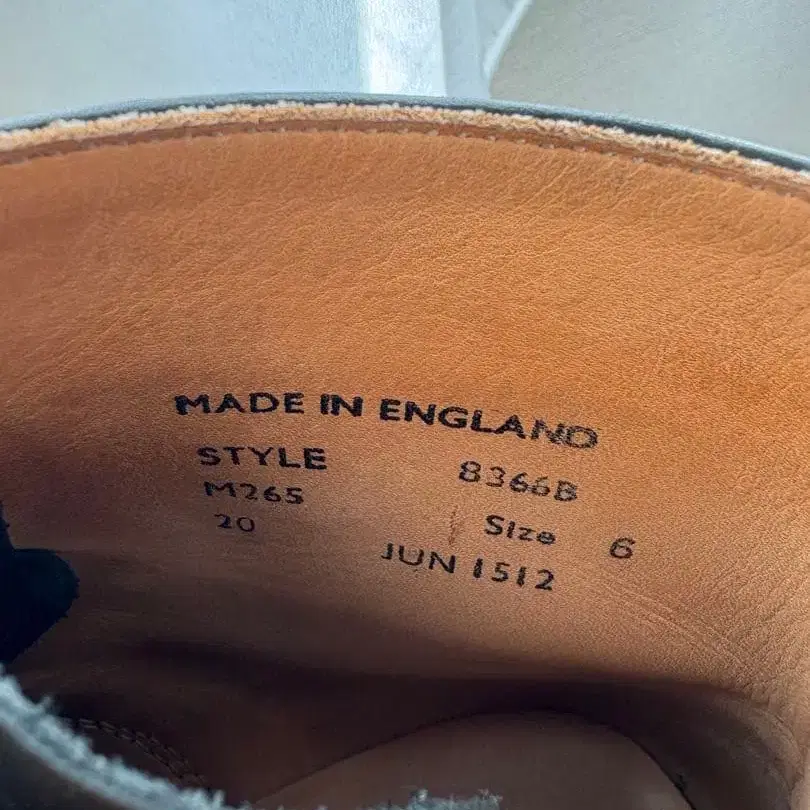 MADE IN ENGLAND
STYLE 8366B
M265
20 Size 6
JUN 1512